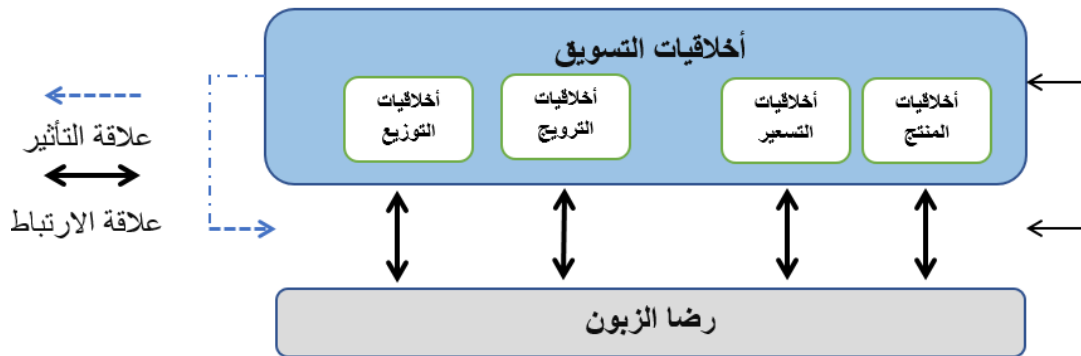 أخلاقيات التسويق
أخلاقيات
المنتج
أخلاقيات
التسعير
أخلاقيات
الترويج
أخلاقيات
التوزيع
علاقة التأثير
علاقة الارتباط
رضا الزبون